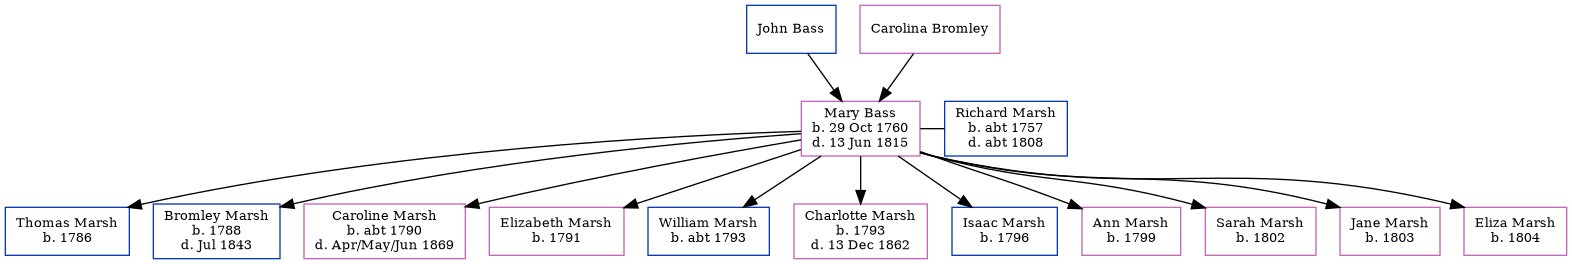 John Bass
Carolina Bromley
Mary Bass
b. 29 Oct 1760
d. 13 Jun 1815
Richard Marsh
b. abt 1757
d. abt 1808
Thomas Marsh
b. 1786
Bromley Marsh
b. 1788
d. Jul 1843
Caroline Marsh
b. abt 1790
d. Apr/May/Jun 1869
Elizabeth Marsh
b. 1791
William Marsh
b. abt 1793
Charlotte Marsh
b. 1793
d. 13 Dec 1862
Isaac Marsh
b. 1796
Ann Marsh
b. 1799
Sarah Marsh
b. 1802
Jane Marsh
b. 1803
Eliza Marsh
b. 1804